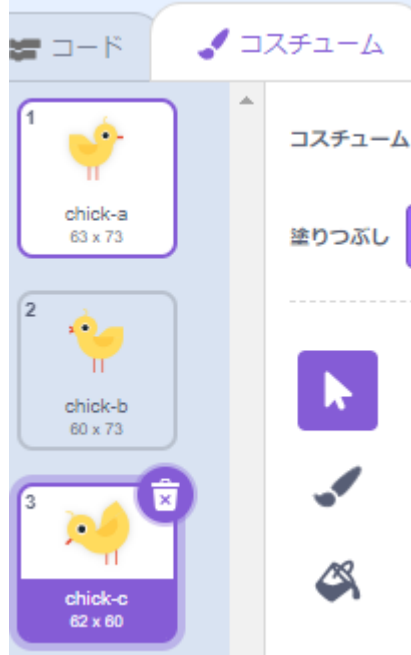 コード
コスチューム
1
chick-a
63 x 73
2
chick-b
60 x 73
3
chick-c
62 x 60
コスチューム
塗りつぶし